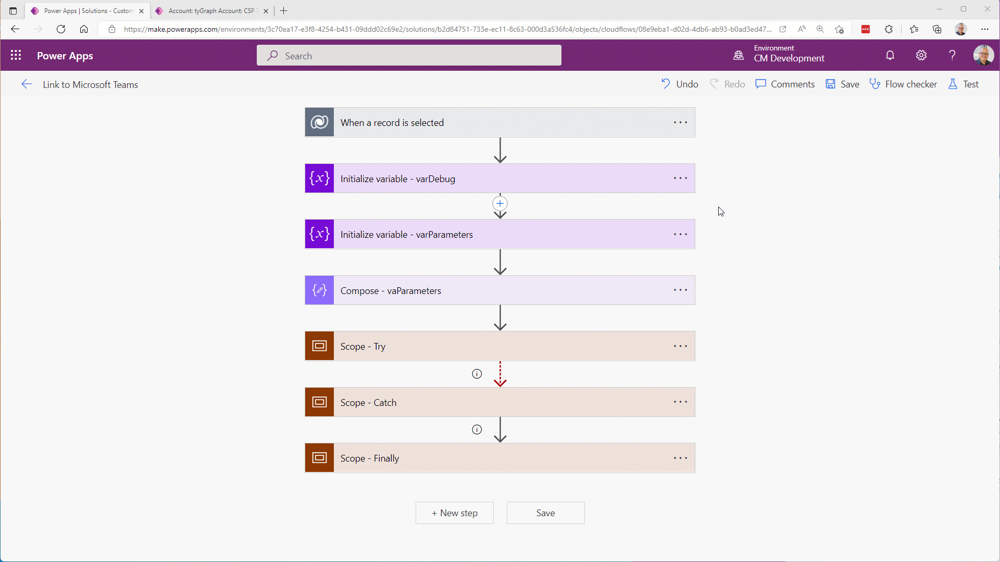 Power Apps | Solutions - Custom
Account: tyGraph Account: CSP T
https://make.powerapps.com/environments/3c70ea17-e3f8-4254-b431-09ddd02c69e2/solutions/b2d84751-733e-ec11-8c63-000d3a536fc4/objects/cloudflows/08e9eba1-d02d-4db6-ab93-b0ad3ed47...
Power Apps
Search
Environment
CM Development
Link to Microsoft Teams
Undo
Redo
Comments
Save
Flow checker
Test
When a record is selected
Initialize variable - varDebug
Initialize variable - varParameters
Compose - vaParameters
Scope - Try
Scope - Catch
Scope - Finally
+ New step
Save